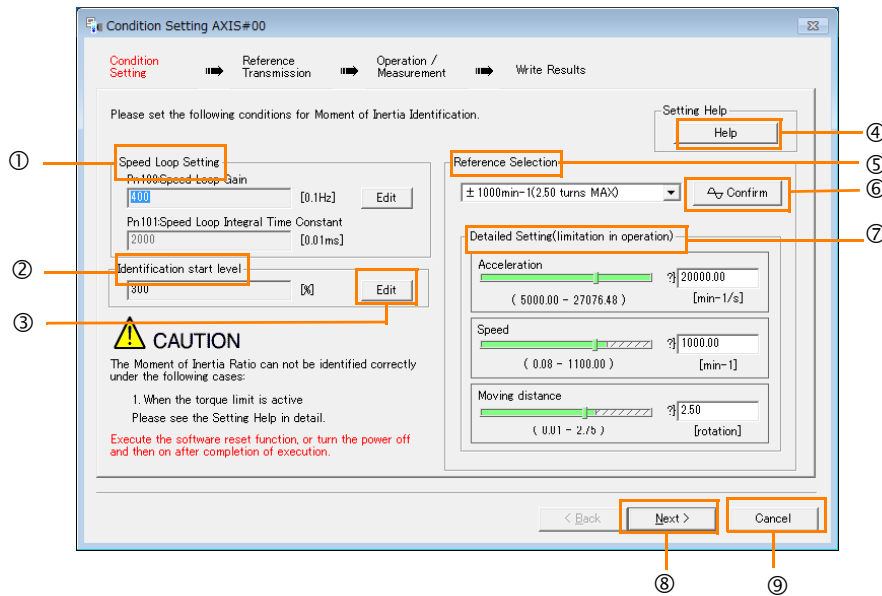 Condition Setting AXIS#00
Condition Setting
Reference Transmission
Operation / Measurement
Write Results
Please set the following conditions for Moment of Inertia Identification.
Setting Help
Help
④
①
Speed Loop Setting
Pn100:Speed Loop Gain
400 [0.1Hz] Edit
Pn101:Speed Loop Integral Time Constant
2000 [0.01ms]
②
Identification start level
300 [%] Edit
③
CAUTION
The Moment of Inertia Ratio can not be identified correctly
under the following cases:
1. When the torque limit is active
Please see the Setting Help in detail.
Execute the software reset function, or turn the power off
and then on after completion of execution.
Reference Selection
⑤
± 1000min-1(2.50 turns MAX)
Confirm
⑥
Detailed Setting(limitation in operation)
⑦
Acceleration
?} 20000.00
( 5000.00 - 27076.48 ) [min-1/s]
Speed
?} 1000.00
( 0.08 - 1100.00 ) [min-1]
Moving distance
?} 2.50
( 0.01 - 2.75 ) [rotation]
< Back
Next >
Cancel
⑧
⑨